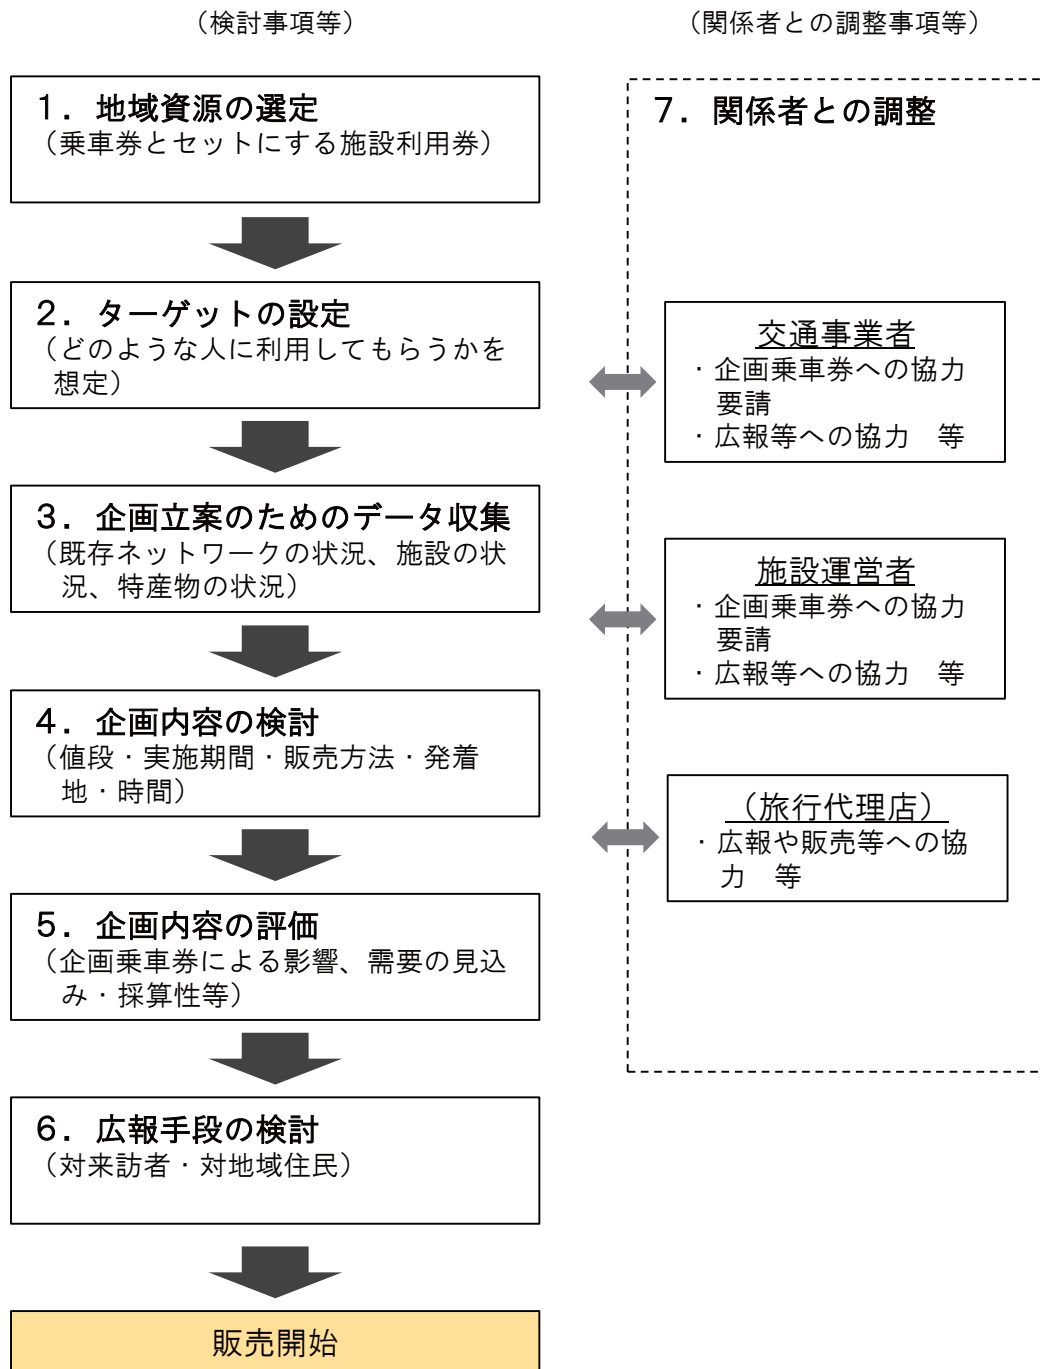 （検討事項等）
１．地域資源の選定
（乗車券とセットにする施設利用券）
２．ターゲットの設定
（どのような人に利用してもらうかを
想定）
３．企画立案のためのデータ収集
（既存ネットワークの状況、施設の状
況、特産物の状況）
４．企画内容の検討
（値段・実施期間・販売方法・発着
地・時間）
５．企画内容の評価
（企画乗車券による影響、需要の見込
み・採算性等）
６．広報手段の検討
（対来訪者・対地域住民）
販売開始
（関係者との調整事項等）
７．関係者との調整
交通事業者
・企画乗車券への協力
要請
・広報等への協力　等
施設運営者
・企画乗車券への協力
要請
・広報等への協力　等
（旅行代理店）
・広報や販売等への協
力　等